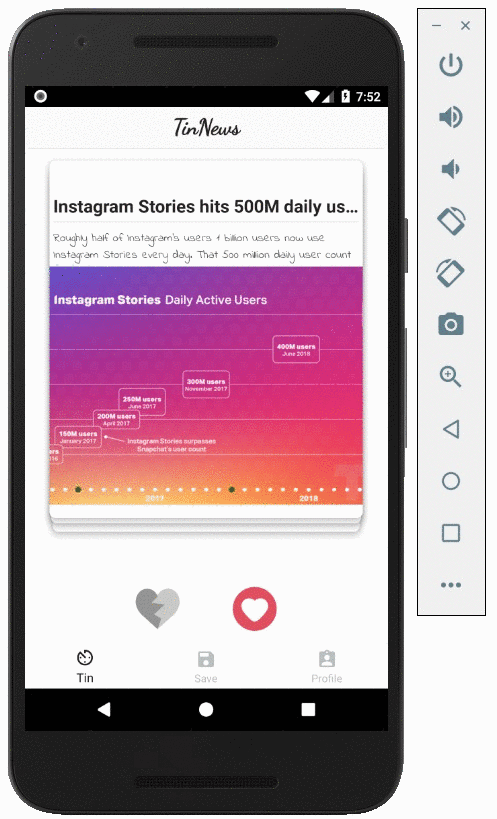 7:52
TinNews
Instagram Stories hits 500M daily us...
Roughly half of Instagram's users 1 billion users now use
Instagram Stories every day. That 500 million daily user count
Instagram Stories Daily Active Users
400M users
June 2018
300M users
November 2017
250M users
June 2017
200M users
April 2017
150M users
January 2017
Instagram Stories surpasses
Snapchat's user count
2016
2017
2018
Tin
Save
Profile